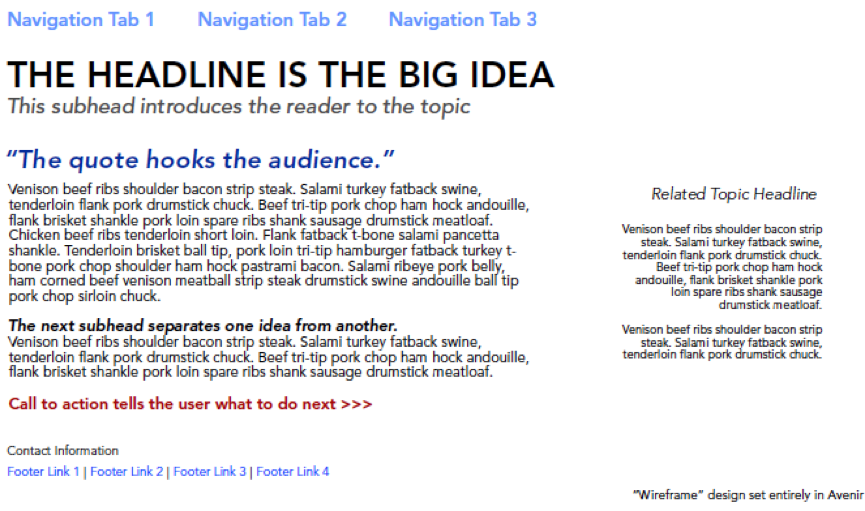 Navigation Tab 1 Navigation Tab 2 Navigation Tab 3
THE HEADLINE IS THE BIG IDEA
This subhead introduces the reader to the topic
“The quote hooks the audience.”
Venison beef ribs shoulder bacon strip steak. Salami turkey fatback swine,
tenderloin flank pork drumstick chuck. Beef tri-tip pork chop ham hock andouille,
flank brisket shankle pork loin spare ribs shank sausage drumstick meatloaf.
Chicken beef ribs tenderloin short loin. Flank fatback t-bone salami pancetta
shankle. Tenderloin brisket ball tip, pork loin tri-tip hamburger fatback turkey t-
bone pork chop shoulder ham hock pastrami bacon. Salami ribeye pork belly,
ham corned beef venison meatball strip steak drumstick swine andouille ball tip
pork chop sirloin chuck.
The next subhead separates one idea from another.
Venison beef ribs shoulder bacon strip steak. Salami turkey fatback swine,
tenderloin flank pork drumstick chuck. Beef tri-tip pork chop ham hock andouille,
flank brisket shankle pork loin spare ribs shank sausage drumstick meatloaf.
Call to action tells the user what to do next >>>
Related Topic Headline
Venison beef ribs shoulder bacon strip
steak. Salami turkey fatback swine,
tenderloin flank pork drumstick chuck.
Beef tri-tip pork chop ham hock
andouille, flank brisket shankle pork
loin spare ribs shank sausage
drumstick meatloaf.
Venison beef ribs shoulder bacon strip
steak. Salami turkey fatback swine,
tenderloin flank pork drumstick chuck.
Contact Information
Footer Link 1 | Footer Link 2 | Footer Link 3 | Footer Link 4
“Wireframe” design set entirely in Avenir